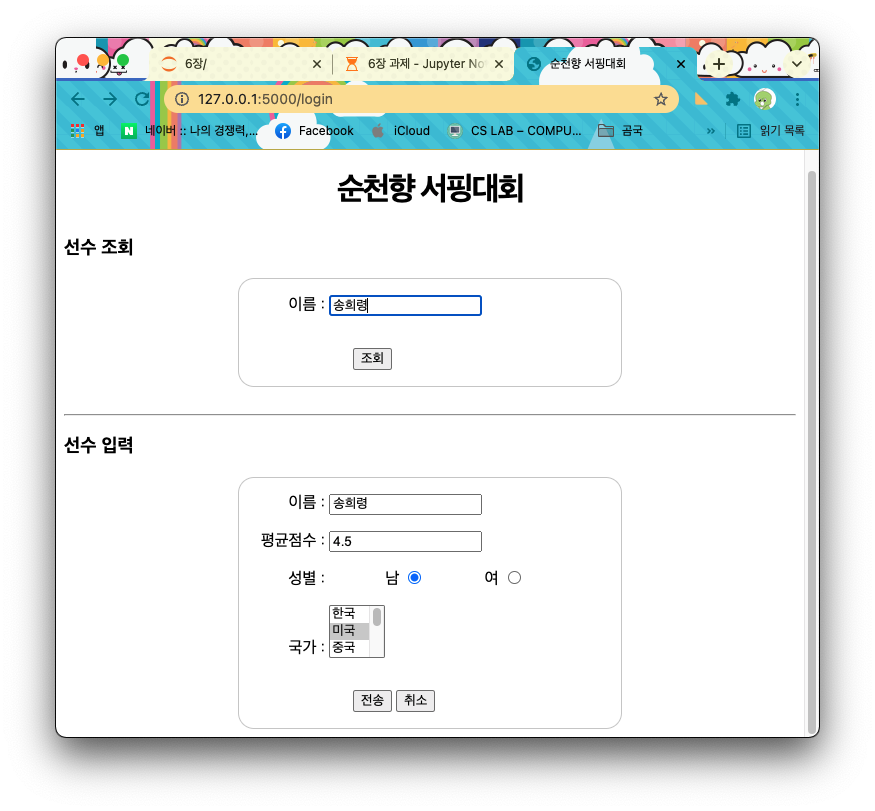 6장/
6장 과제 - Jupyter No
순천향 서핑대회
127.0.0.1:5000/login
앱
네이버 :: 나의 경쟁력,...
Facebook
iCloud
CS LAB – COMPU...
곰국
»
읽기 목록
순천향 서핑대회
선수 조회
이름 : 송희령
조회
선수 입력
이름 : 송희령
평균점수 : 4.5
성별 : 남 여
한국
미국
국가 : 중국
전송 취소